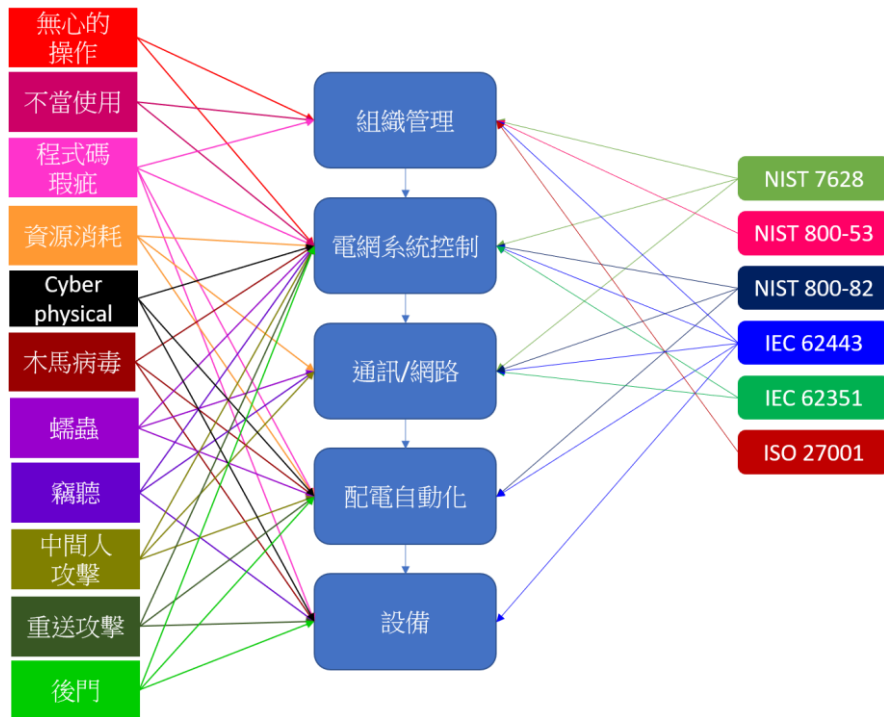 無心的
操作
不當使用
程式碼
瑕疵
資源消耗
Cyber
physical
木馬病毒
蠕蟲
竊聽
中間人
攻擊
重送攻擊
後門
組織管理
電網系統控制
通訊/網路
配電自動化
設備
NIST 7628
NIST 800-53
NIST 800-82
IEC 62443
IEC 62351
ISO 27001